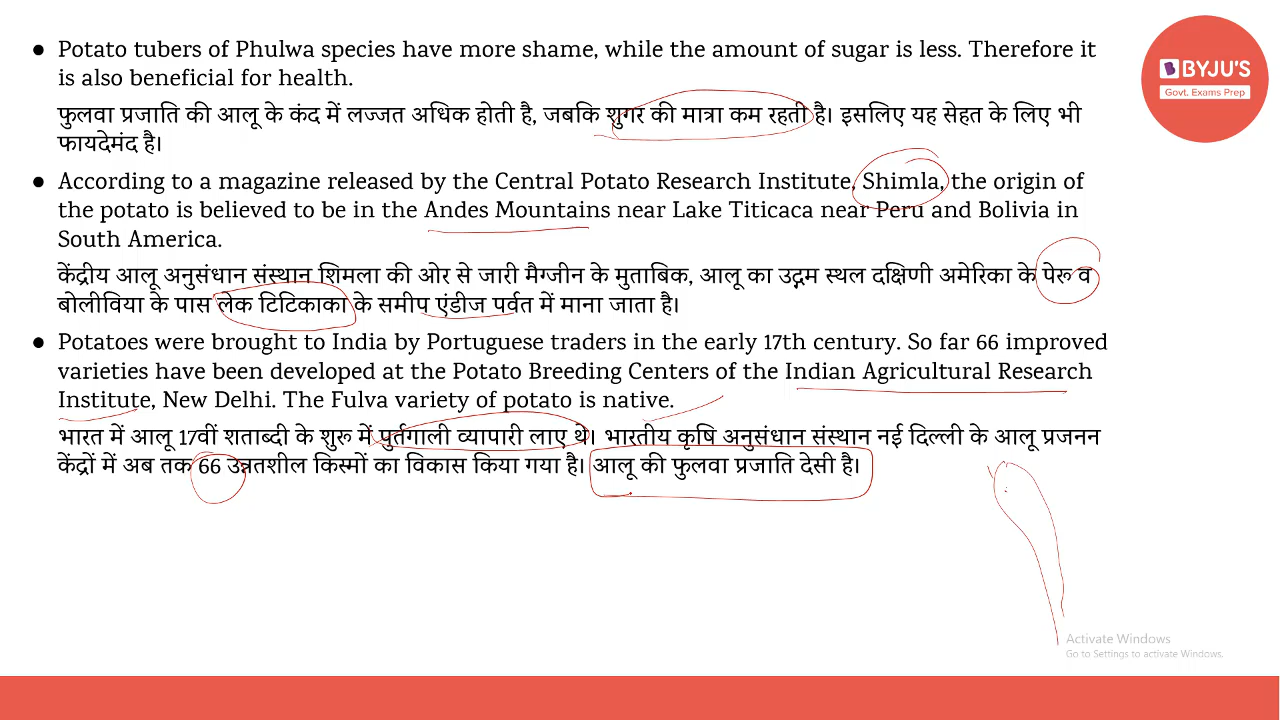 ● Potato tubers of Phulwa species have more shame, while the amount of sugar is less. Therefore it
is also beneficial for health.
फुलवा प्रजाति की आलू के कंद में लज्जत अधिक होती है, जबकि शुगर की मात्रा कम रहती है। इसलिए यह सेहत के लिए भी
फायदेमंद है।
● According to a magazine released by the Central Potato Research Institute, Shimla, the origin of
the potato is believed to be in the Andes Mountains near Lake Titicaca near Peru and Bolivia in
South America.
केंद्रीय आलू अनुसंधान संस्थान शिमला की ओर से जारी मैग्जीन के मुताबिक, आलू का उद्गम स्थल दक्षिणी अमेरिका के पेरू व
बोलीविया के पास लेक टिटिकाका के समीप एंडीज पर्वत में माना जाता है।
● Potatoes were brought to India by Portuguese traders in the early 17th century. So far 66 improved
varieties have been developed at the Potato Breeding Centers of the Indian Agricultural Research
Institute, New Delhi. The Fulva variety of potato is native.
भारत में आलू 17वीं शताब्दी के शुरू में पुर्तगाली व्यापारी लाए थे। भारतीय कृषि अनुसंधान संस्थान नई दिल्ली के आलू प्रजनन
केंद्रों में अब तक 66 उन्नतशील किस्मों का विकास किया गया है। आलू की फुलवा प्रजाति देसी है।
BYJU'S
Govt. Exams Prep
Activate Windows
Go to Settings to activate Windows.